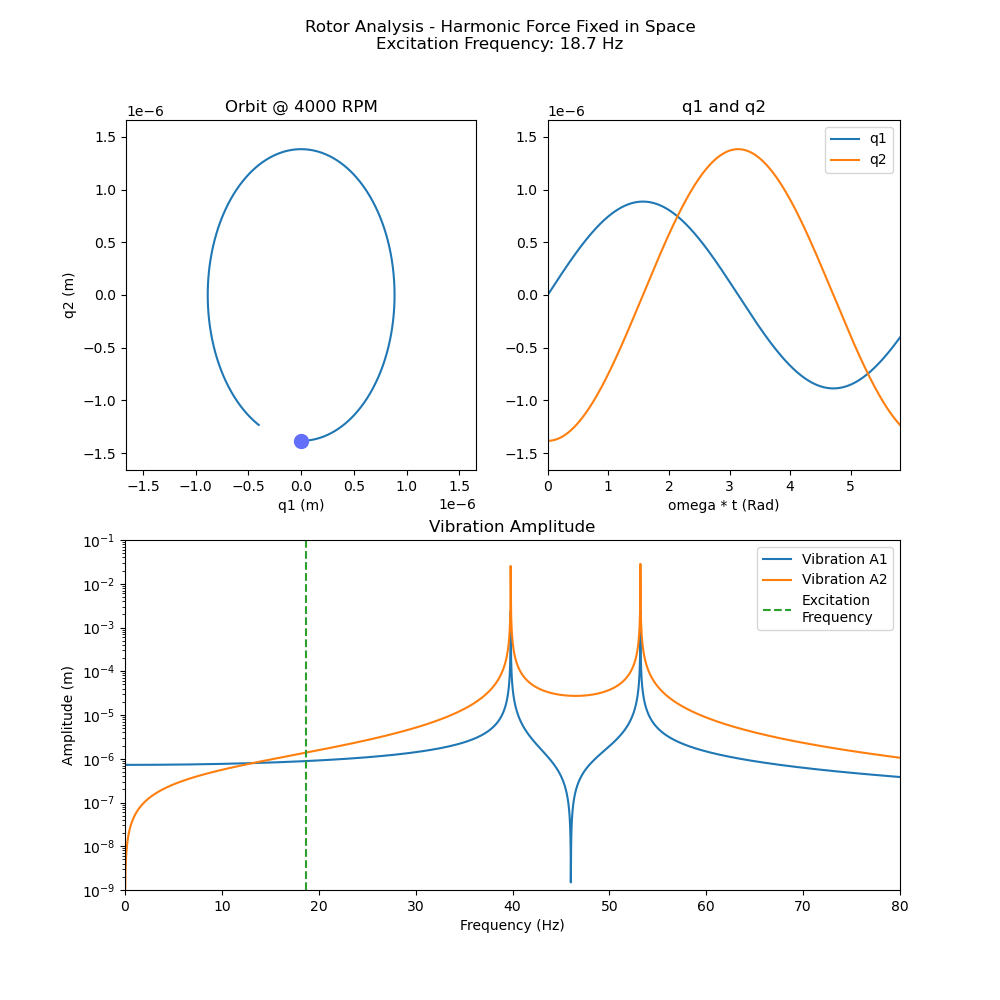 Rotor Analysis - Harmonic Force Fixed in Space
Excitation Frequency: 18.7 Hz
Orbit @ 4000 RPM
1e−6
q2 (m)
1.5
1.0
0.5
0.0
−0.5
−1.0
−1.5
−1.5 −1.0 −0.5 0.0 0.5 1.0 1.5
q1 (m)
1e−6
q1 and q2
1e−6
q1
q2
1.5
1.0
0.5
0.0
−0.5
−1.0
−1.5
0 1 2 3 4 5
omega * t (Rad)
Vibration Amplitude
Amplitude (m)
10⁻¹
10⁻²
10⁻³
10⁻⁴
10⁻⁵
10⁻⁶
10⁻⁷
10⁻⁸
10⁻⁹
Vibration A1
Vibration A2
Excitation
Frequency
0 10 20 30 40 50 60 70 80
Frequency (Hz)